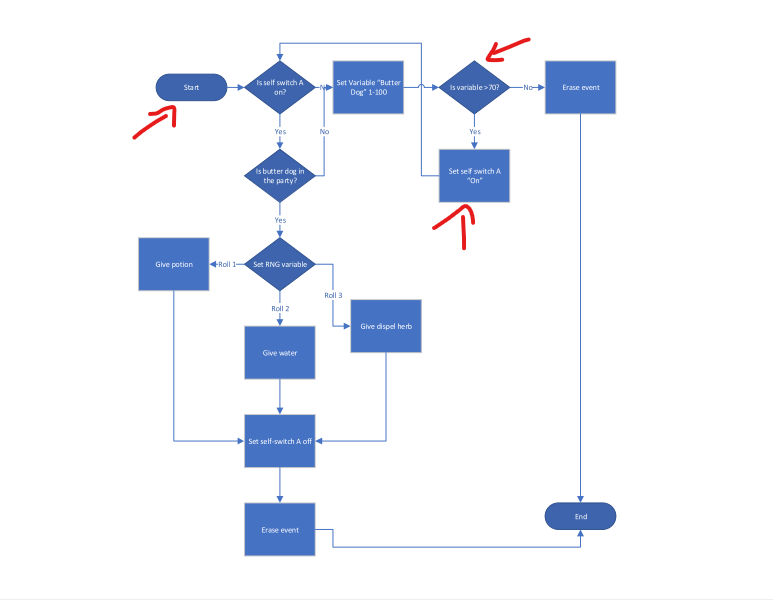 Start
Is self switch A
on?
No
Set Variable "Butter
Dog" 1-100
Is variable >70?
No
Erase event
Yes
No
Yes
Is butter dog in
the party?
Set self switch A
"On"
Yes
Give potion
Roll 1
Set RNG variable
Roll 3
Roll 2
Give dispel herb
Give water
Set self-switch A off
Erase event
End